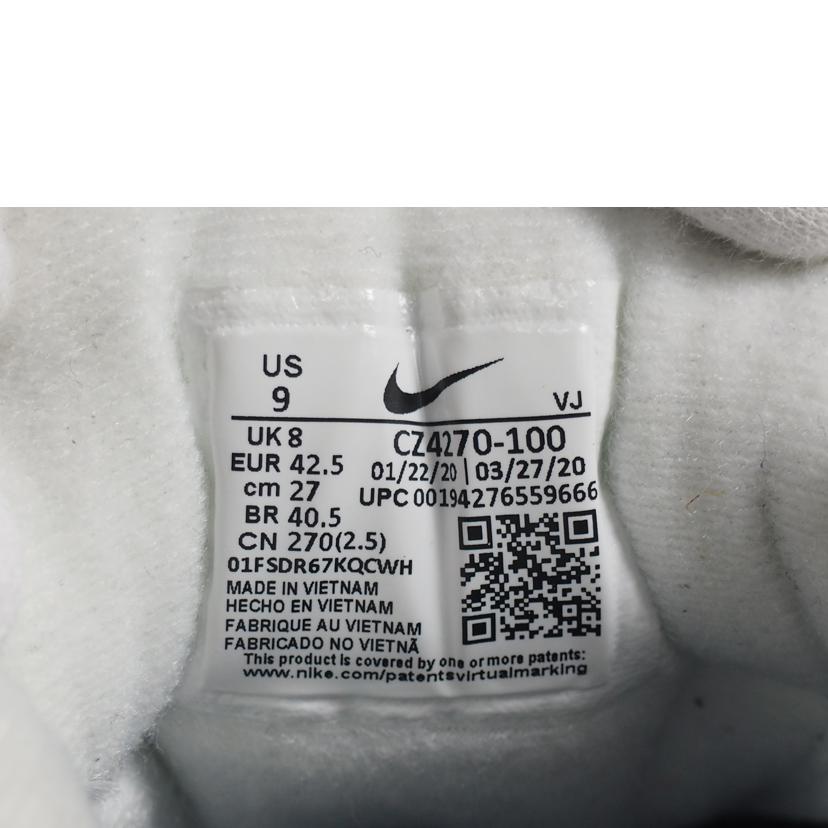 US
9
VJ
UK 8
CZ4270-100
EUR 42.5
01/22/20 | 03/27/20
cm 27
UPC 00194276559666
BR 40.5
CN 270(2.5)
01FSDR67KQCWH
MADE IN VIETNAM
HECHO EN VIETNAM
FABRIQUE AU VIETNAM
FABRICADO NO VIETNÃ
This product is covered by one or more patents:
www.nike.com/patentsvirtualmarking